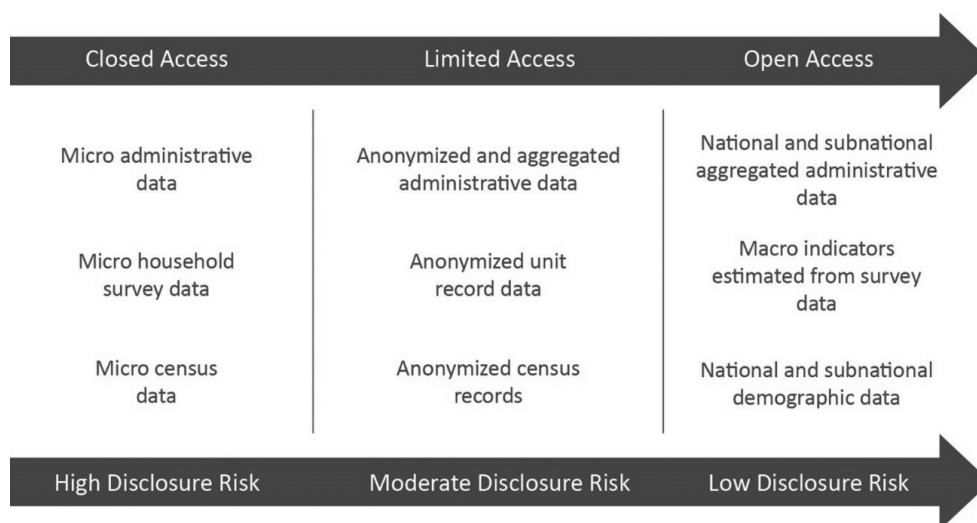 Closed Access
Limited Access
Open Access
Micro administrative
data
Anonymized and aggregated
administrative data
National and subnational
aggregated administrative
data
Micro household
survey data
Anonymized unit
record data
Macro indicators
estimated from survey
data
Micro census
data
Anonymized census
records
National and subnational
demographic data
High Disclosure Risk
Moderate Disclosure Risk
Low Disclosure Risk